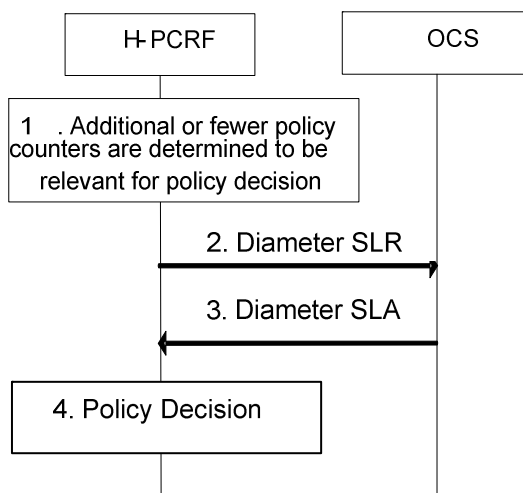 H-PCRF
OCS
1 . Additional or fewer policy
counters are determined to be
relevant for policy decision
2. Diameter SLR
3. Diameter SLA
4. Policy Decision